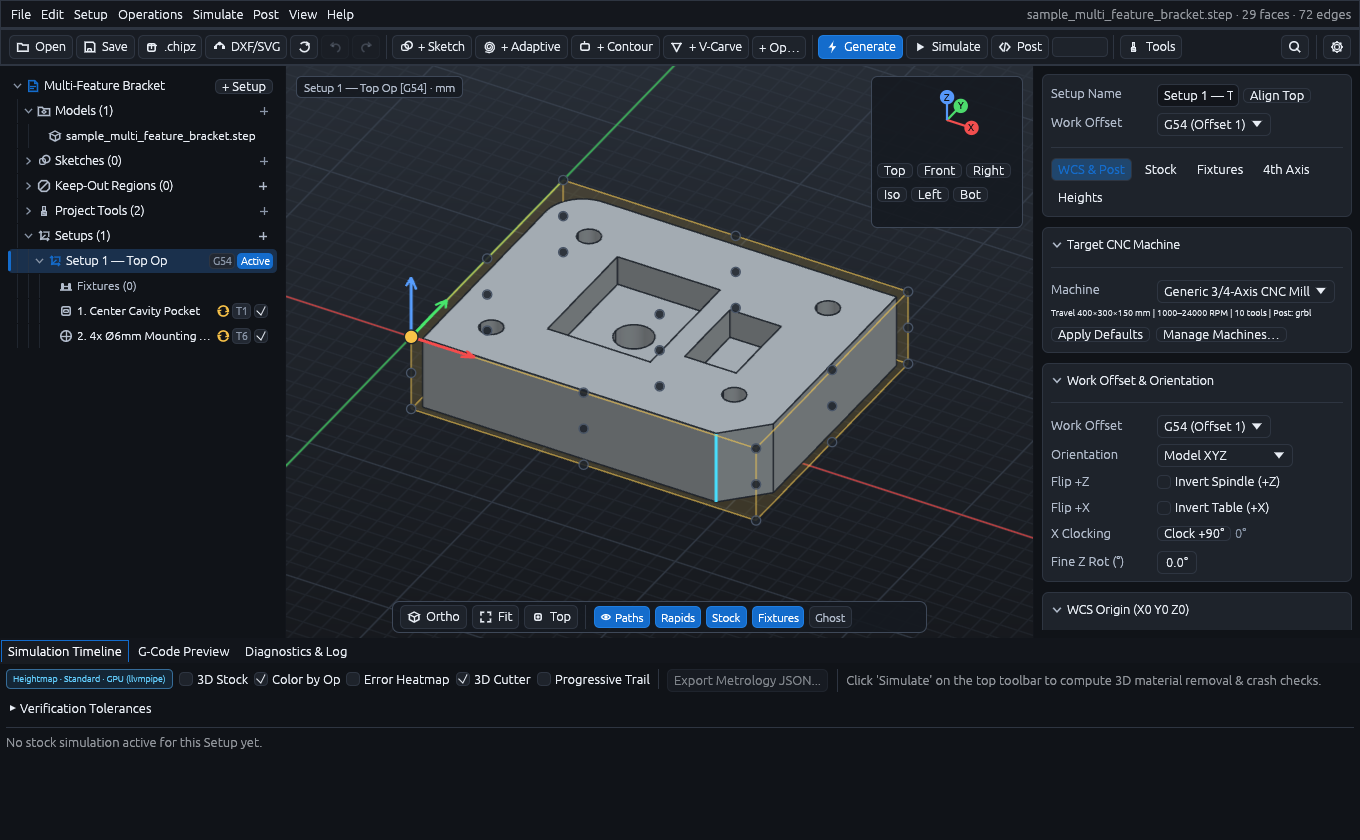 File Edit Setup Operations Simulate Post View Help sample_multi_feature_bracket.step · 29 faces · 72 edges
Open Save .chipz DXF/SVG + Sketch + Adaptive + Contour + V-Carve + Op… Generate Simulate Post Tools
Multi-Feature Bracket + Setup
Models (1) +
sample_multi_feature_bracket.step
Sketches (0) +
Keep-Out Regions (0) +
Project Tools (2) +
Setups (1) +
Setup 1 — Top Op G54 Active
Fixtures (0)
1. Center Cavity Pocket T1
2. 4x Ø6mm Mounting … T6
Setup 1 — Top Op [G54] · mm
Z
Y
X
Top Front Right
Iso Left Bot
Ortho Fit Top Paths Rapids Stock Fixtures Ghost
Setup Name Setup 1 — T Align Top
Work Offset G54 (Offset 1)
WCS & Post Stock Fixtures 4th Axis
Heights
Target CNC Machine
Machine Generic 3/4-Axis CNC Mill
Travel 400×300×150 mm | 1000–24000 RPM | 10 tools | Post: grbl
Apply Defaults Manage Machines…
Work Offset & Orientation
Work Offset G54 (Offset 1)
Orientation Model XYZ
Flip +Z Invert Spindle (+Z)
Flip +X Invert Table (+X)
X Clocking Clock +90° 0°
Fine Z Rot (°) 0.0°
WCS Origin (X0 Y0 Z0)
Simulation Timeline G-Code Preview Diagnostics & Log
Heightmap · Standard · GPU (llvmpipe) 3D Stock Color by Op Error Heatmap 3D Cutter Progressive Trail Export Metrology JSON… Click 'Simulate' on the top toolbar to compute 3D material removal & crash checks.
Verification Tolerances
No stock simulation active for this Setup yet.